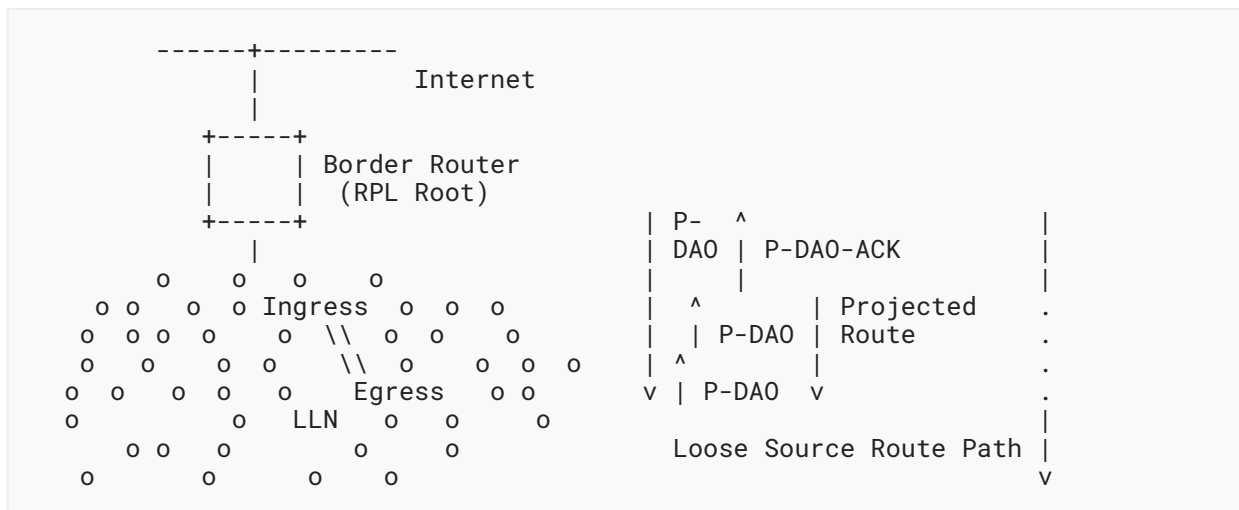 ------+---------
|          Internet
|
+-----+
|     | Border Router
|     |  (RPL Root)
+-----+                      | P-  ^                   |
|                         | DAO | P-DAO-ACK         |
o    o   o    o                  |     |                   |
o o   o  o Ingress  o  o  o         |  ^       | Projected    .
o  o o  o    o  \\  o  o    o        |  | P-DAO | Route        .
o   o    o  o    \\  o    o  o  o    | ^        |              .
o  o   o  o   o    Egress   o o       v | P-DAO  v              .
o          o   LLN   o   o     o                                |
o o   o        o     o              Loose Source Route Path |
o       o      o    o                                          v